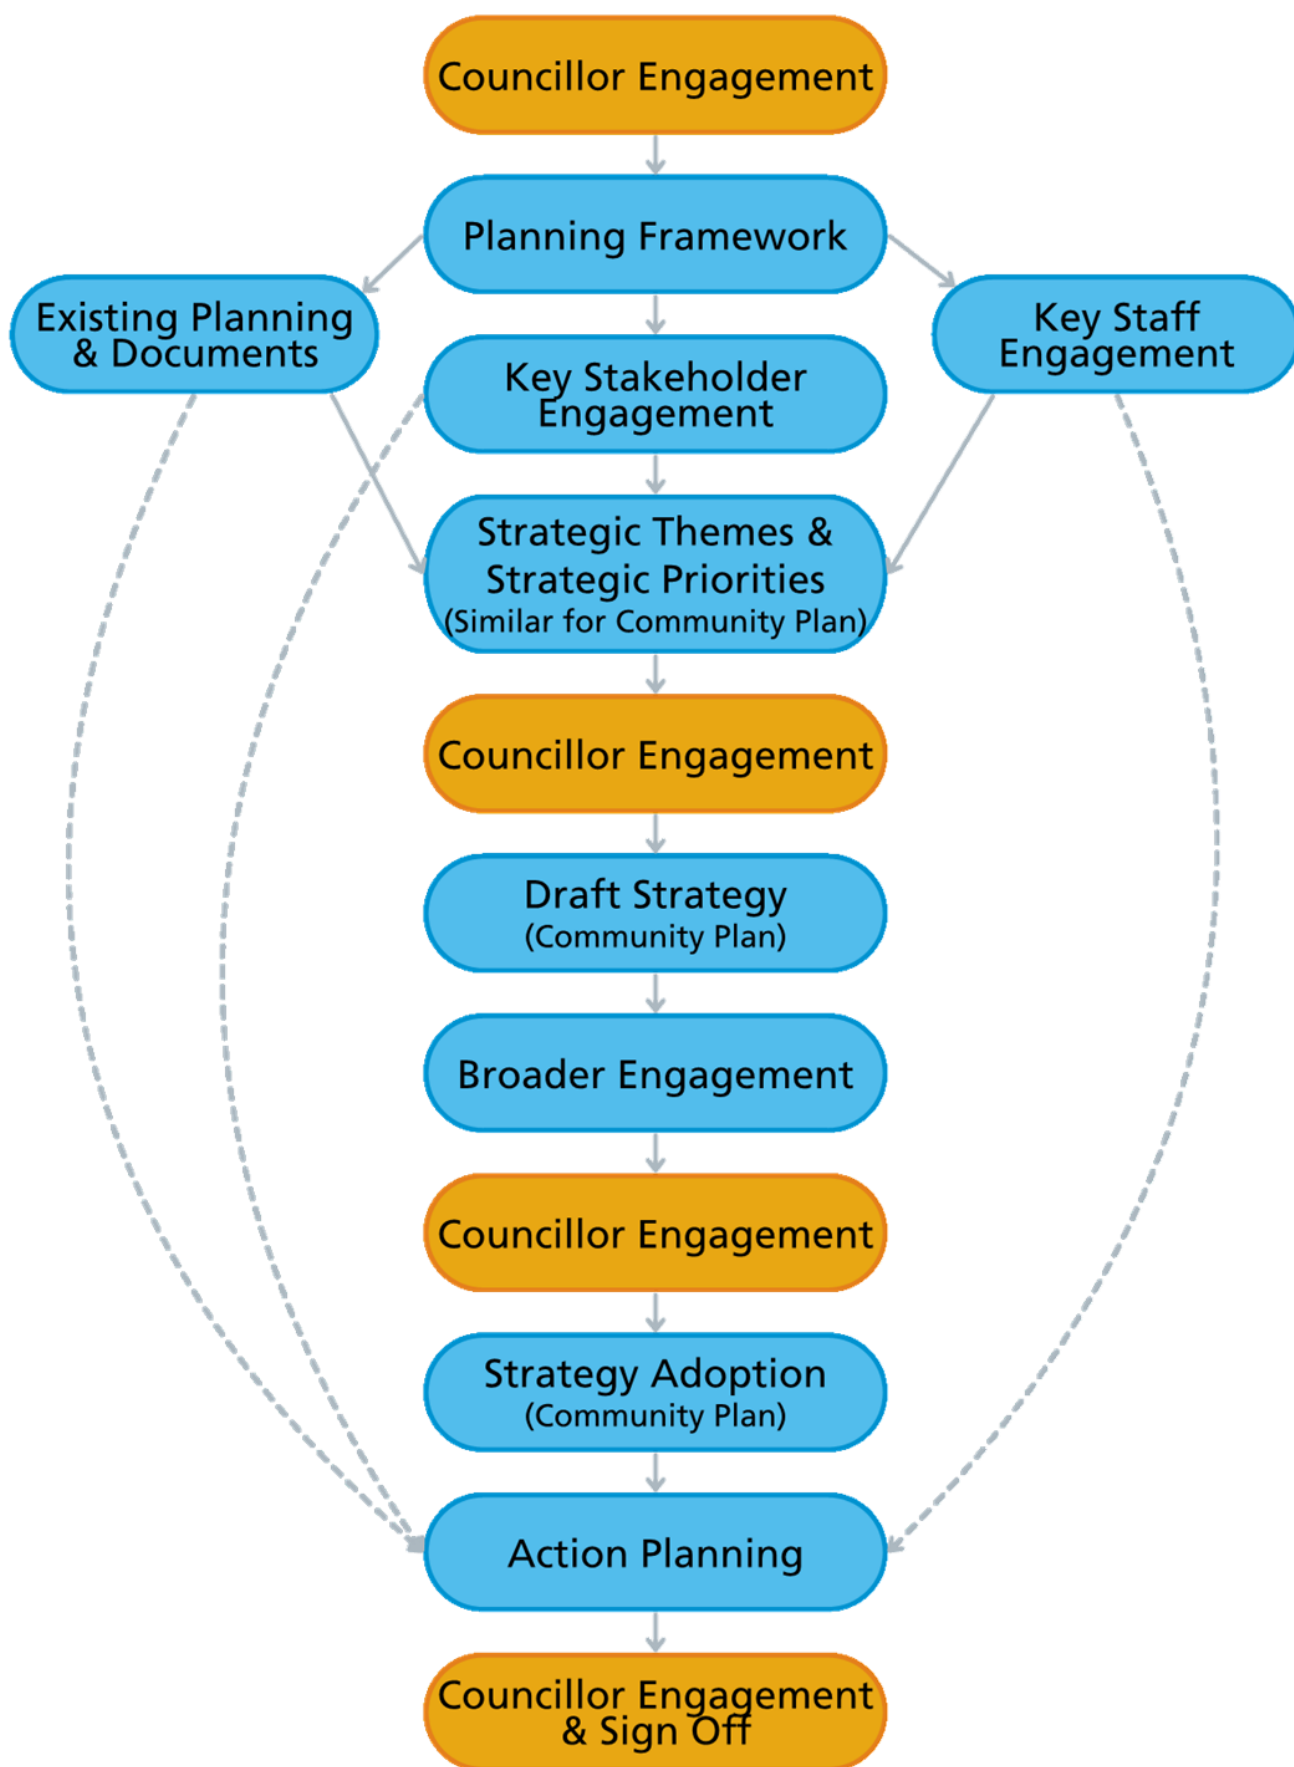 Councillor Engagement
Planning Framework
Existing Planning
& Documents
Key Staff
Engagement
Key Stakeholder
Engagement
Strategic Themes &
Strategic Priorities
(Similar for Community Plan)
Councillor Engagement
Draft Strategy
(Community Plan)
Broader Engagement
Councillor Engagement
Strategy Adoption
(Community Plan)
Action Planning
Councillor Engagement
& Sign Off